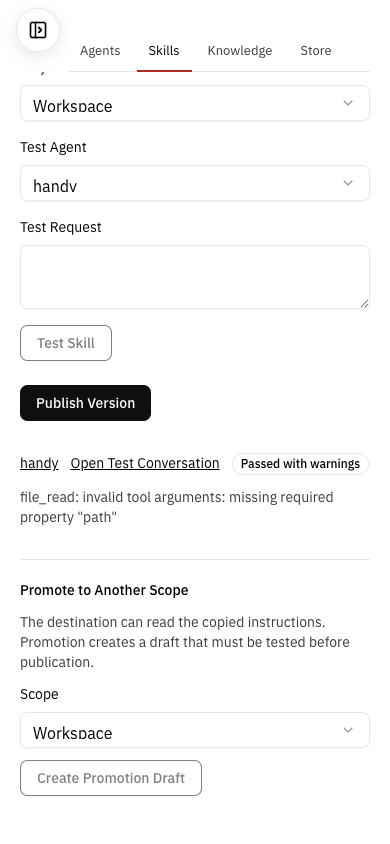 Agents Skills Knowledge Store
Workspace
Test Agent
handy
Test Request
Test Skill
Publish Version
handy Open Test Conversation Passed with warnings
file_read: invalid tool arguments: missing required
property "path"
Promote to Another Scope
The destination can read the copied instructions.
Promotion creates a draft that must be tested before
publication.
Scope
Workspace
Create Promotion Draft